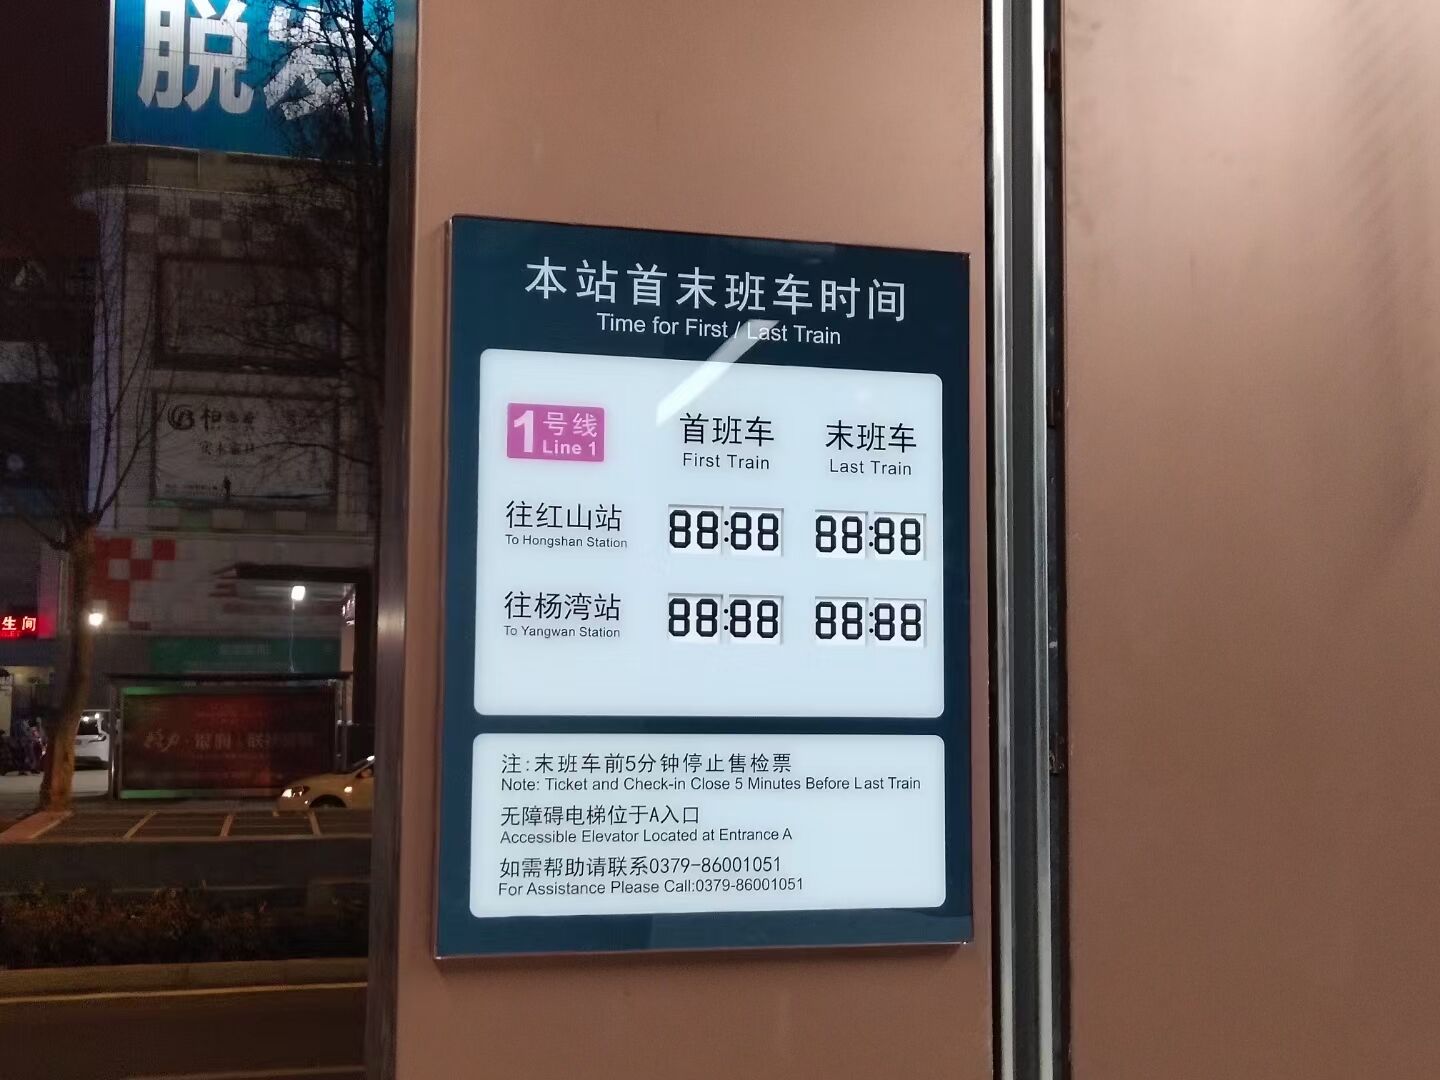 脱发
本站首末班车时间
Time for First / Last Train
1号线
Line 1
首班车
First Train
末班车
Last Train
往红山站
To Hongshan Station
88:88
88:88
往杨湾站
To Yangwan Station
88:88
88:88
注:末班车前5分钟停止售检票
Note: Ticket and Check-in Close 5 Minutes Before Last Train
无障碍电梯位于A入口
Accessible Elevator Located at Entrance A
如需帮助请联系0379-86001051
For Assistance Please Call:0379-86001051
生间